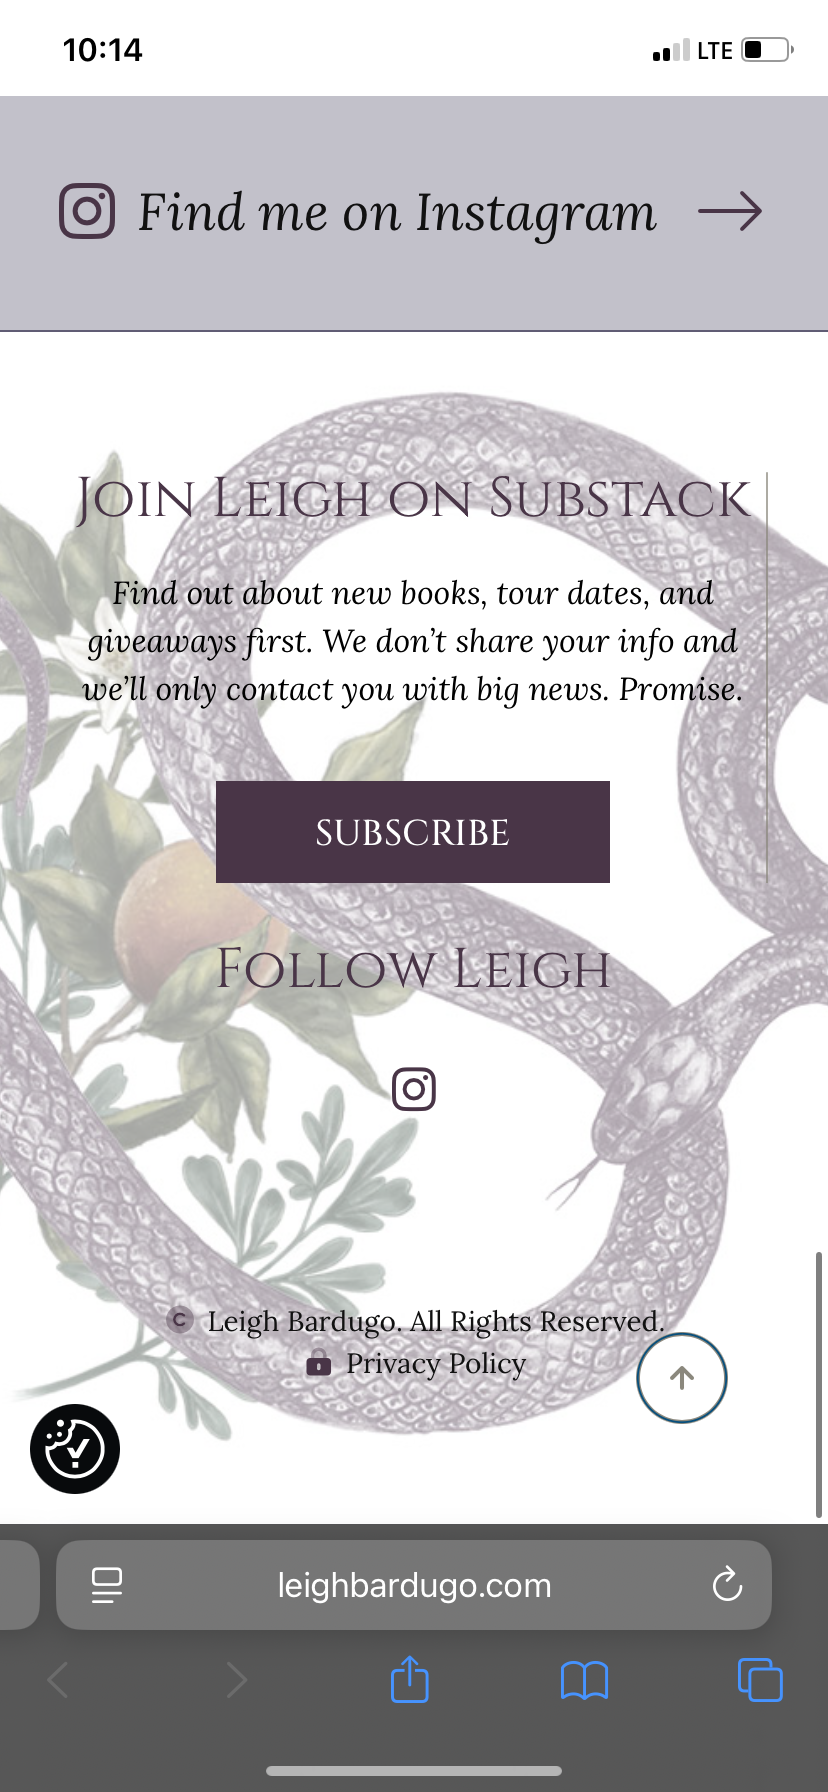 10:14 LTE
Find me on Instagram
Join Leigh on Substack
Find out about new books, tour dates, and
giveaways first. We don’t share your info and
we’ll only contact you with big news. Promise.
SUBSCRIBE
Follow Leigh
C Leigh Bardugo. All Rights Reserved.
Privacy Policy
leighbardugo.com